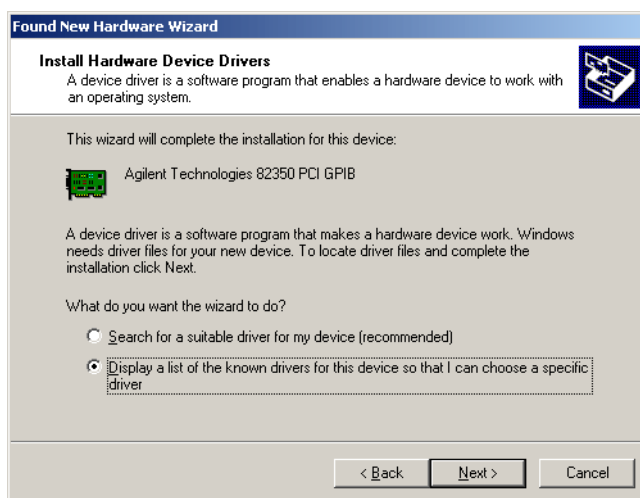 Found New Hardware Wizard
Install Hardware Device Drivers
A device driver is a software program that enables a hardware device to work with
an operating system.
This wizard will complete the installation for this device:
Agilent Technologies 82350 PCI GPIB
A device driver is a software program that makes a hardware device work. Windows
needs driver files for your new device. To locate driver files and complete the
installation click Next.
What do you want the wizard to do?
Search for a suitable driver for my device (recommended)
Display a list of the known drivers for this device so that I can choose a specific
driver
< Back
Next >
Cancel